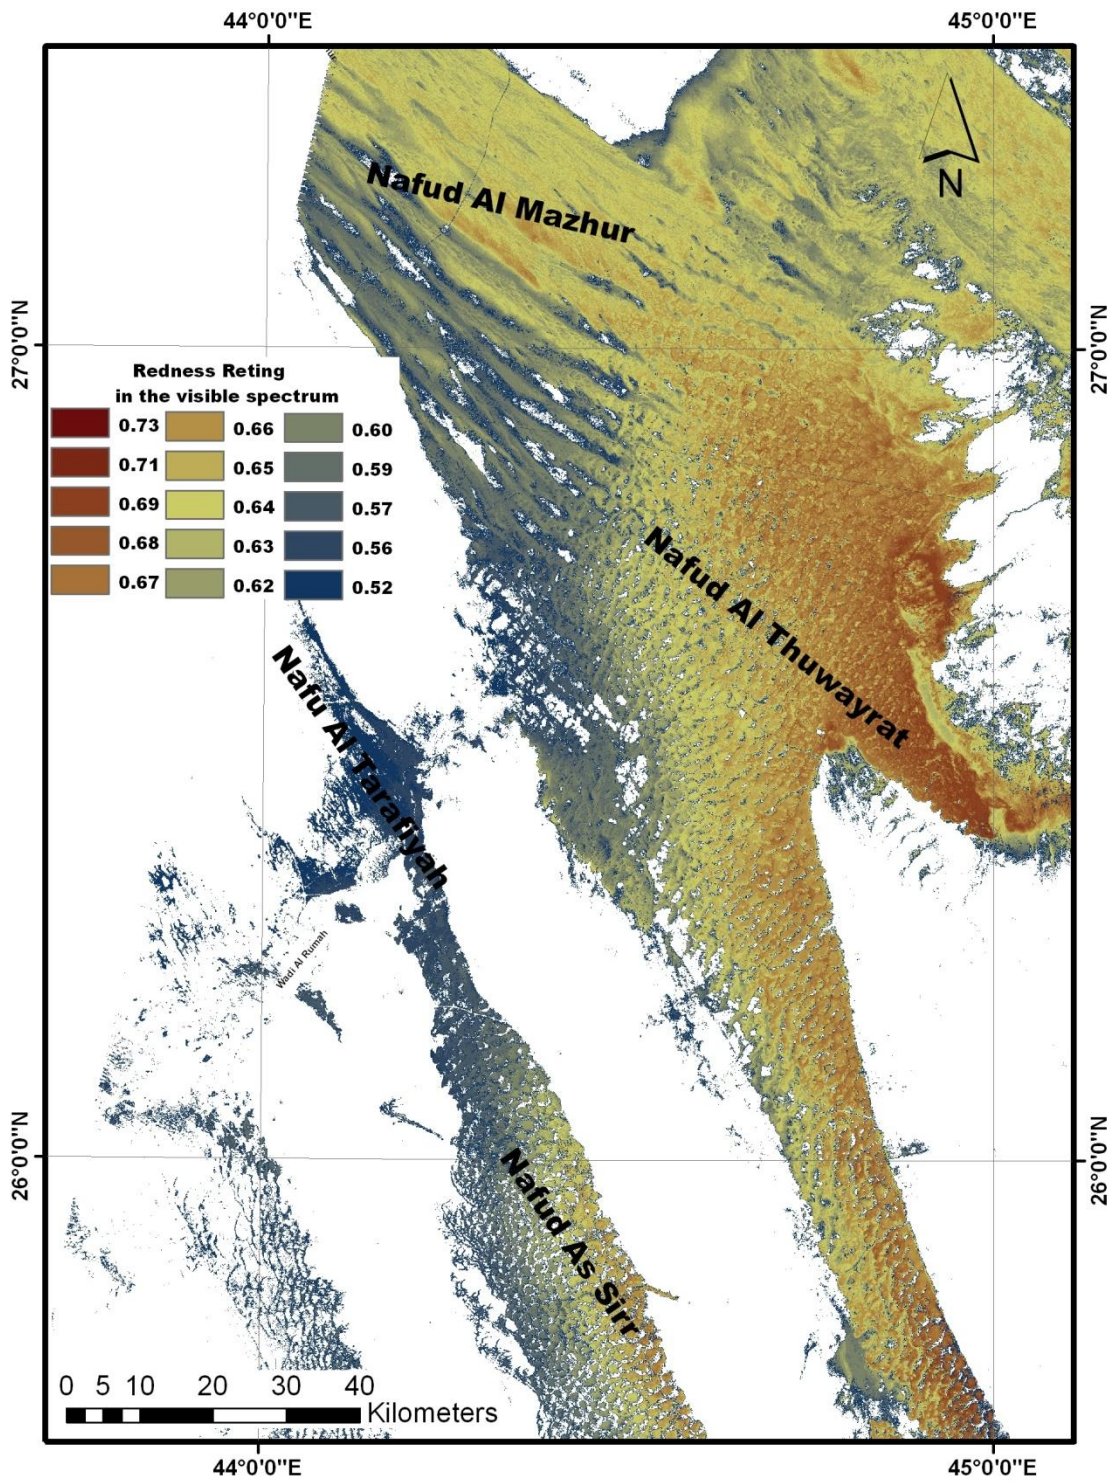 44°0'0"E
45°0'0"E
Nafud Al Mazhur
N
27°0'0"N
27°0'0"N
Redness Reting
in the visible spectrum
0.73
0.66
0.60
0.71
0.65
0.59
0.69
0.64
0.57
0.68
0.63
0.56
0.67
0.62
0.52
Nafud Al Thuwayrat
Nafu Al Tarafiyah
Wadi Al Rumah
26°0'0"N
26°0'0"N
Nafud As Sirr
0 5 10 20 30 40
Kilometers
44°0'0"E
45°0'0"E